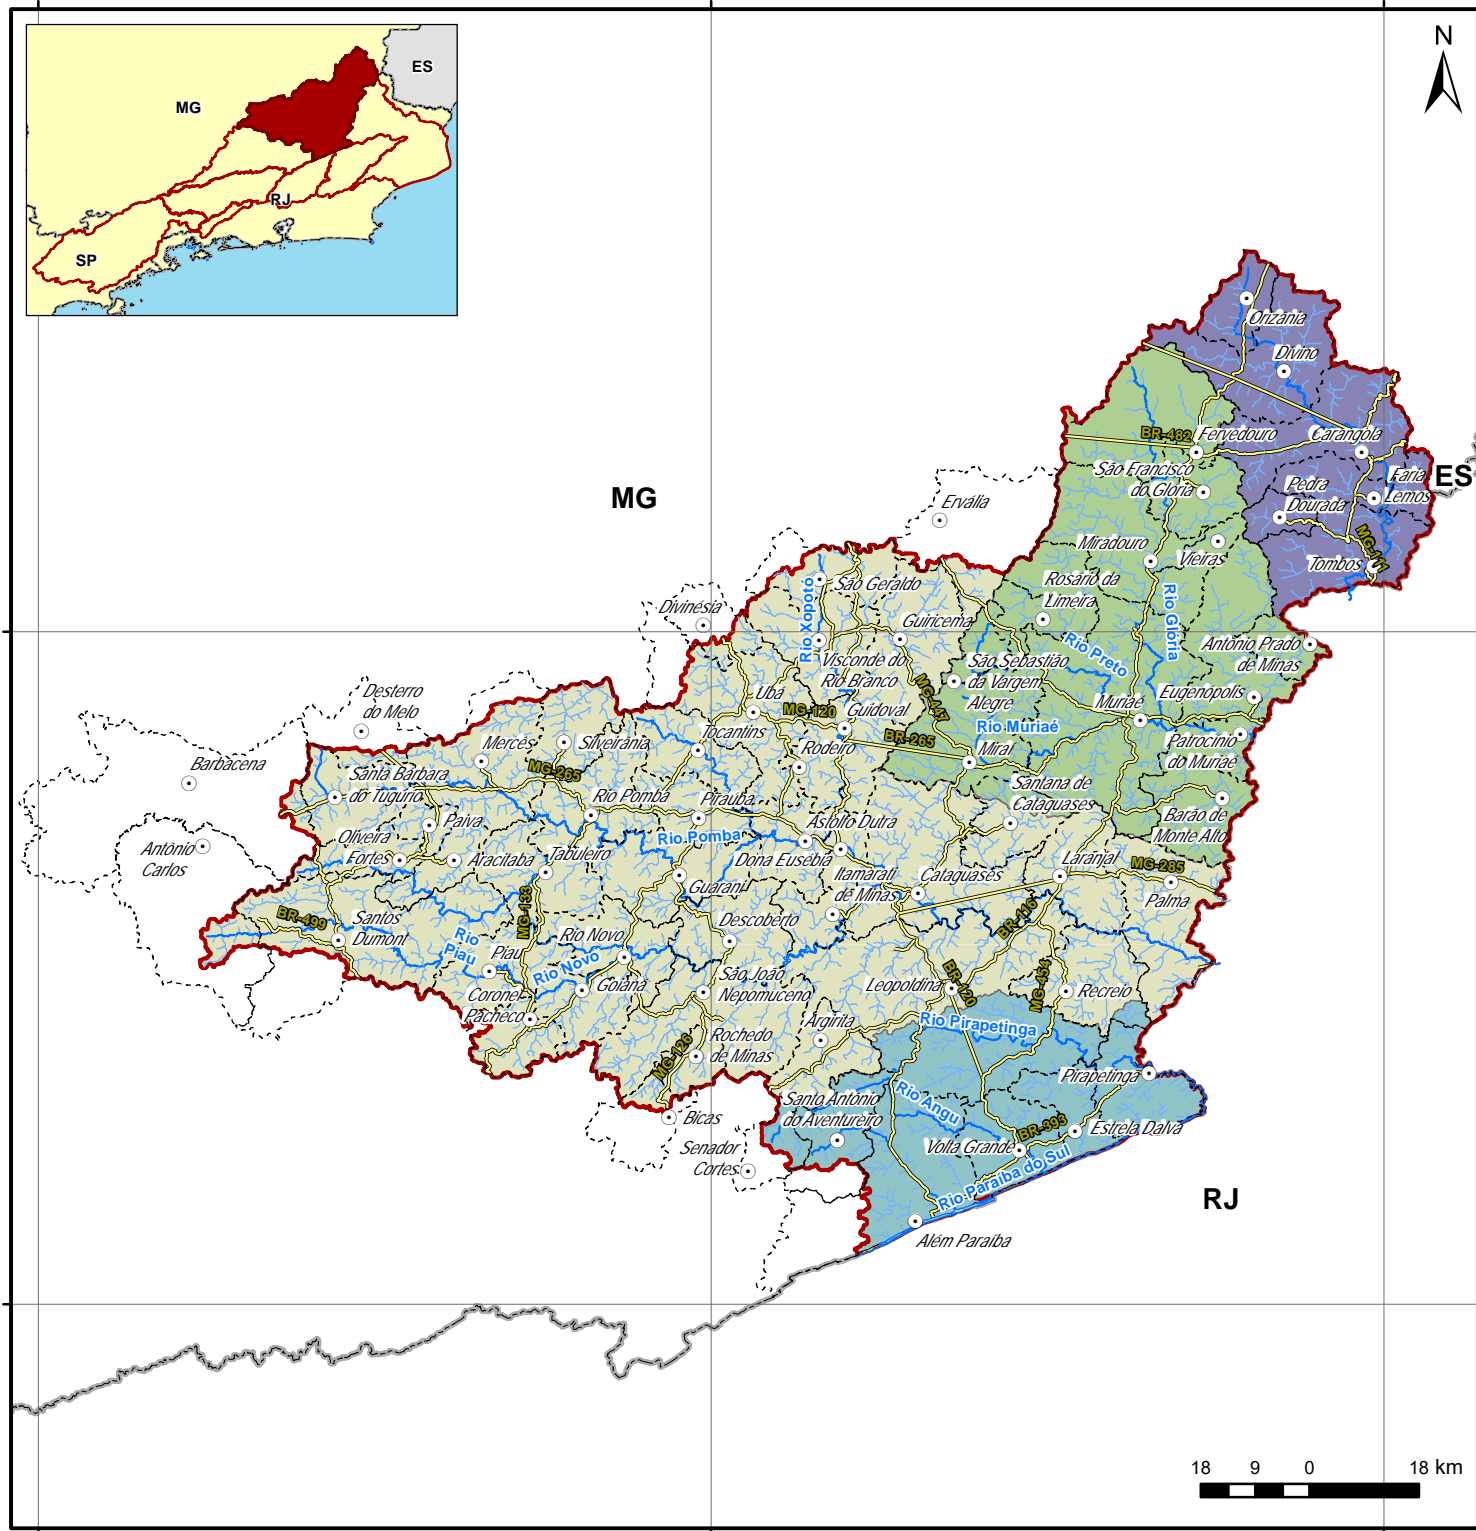 N
ES
MG
RJ
SP
Orizânia
Divino
BR-482
Fervedouro
Carangola
São Francisco
do Glória
Pedra
Dourada
Faria
Lemos
ES
MG
Ervália
Miradouro
Vieiras
Tombos
MG-111
São Geraldo
Rio Xopotó
Rosário da
Limeira
Rio Glória
Divinésia
Guiricema
Rio Preto
Antônio Prado
de Minas
Visconde do
Rio Branco
São Sebastião
da Vargem
Alegre
Desterro
do Melo
Ubá
MG-120
Guidoval
MG-447
Muriaé
Eugenópolis
Rio Muriaé
Mercês
Silveirânia
Tocantins
Rodeiro
BR-265
Miraí
Patrocínio
do Muriaé
Barbacena
Santa Bárbara
do Tugúrio
MG-265
Rio Pomba
Piraúba
Santana de
Cataguases
Barão de
Monte Alto
Paiva
Rio Pomba
Astolfo Dutra
Antônio
Carlos
Oliveira
Fortes
Aracitaba
Tabuleiro
Dona Eusébia
Itamarati
de Minas
Cataguases
Laranjal
MG-285
Palma
Guarani
MG-133
BR-499
Santos
Dumont
Rio
Piau
Piau
Rio Novo
Descoberto
BR-116
Rio Novo
Goianá
São João
Nepomuceno
Leopoldina
BR-120
MG-454
Recreio
Coronel
Pacheco
Argirita
Rio Pirapetinga
MG-126
Rochedo
de Minas
Pirapetinga
Santo Antônio
do Aventureiro
Rio Angu
Bicas
Senador
Cortes
Volta Grande
BR-393
Estrela Dalva
Rio Paraíba do Sul
RJ
Além Paraíba
18 9 0 18 km